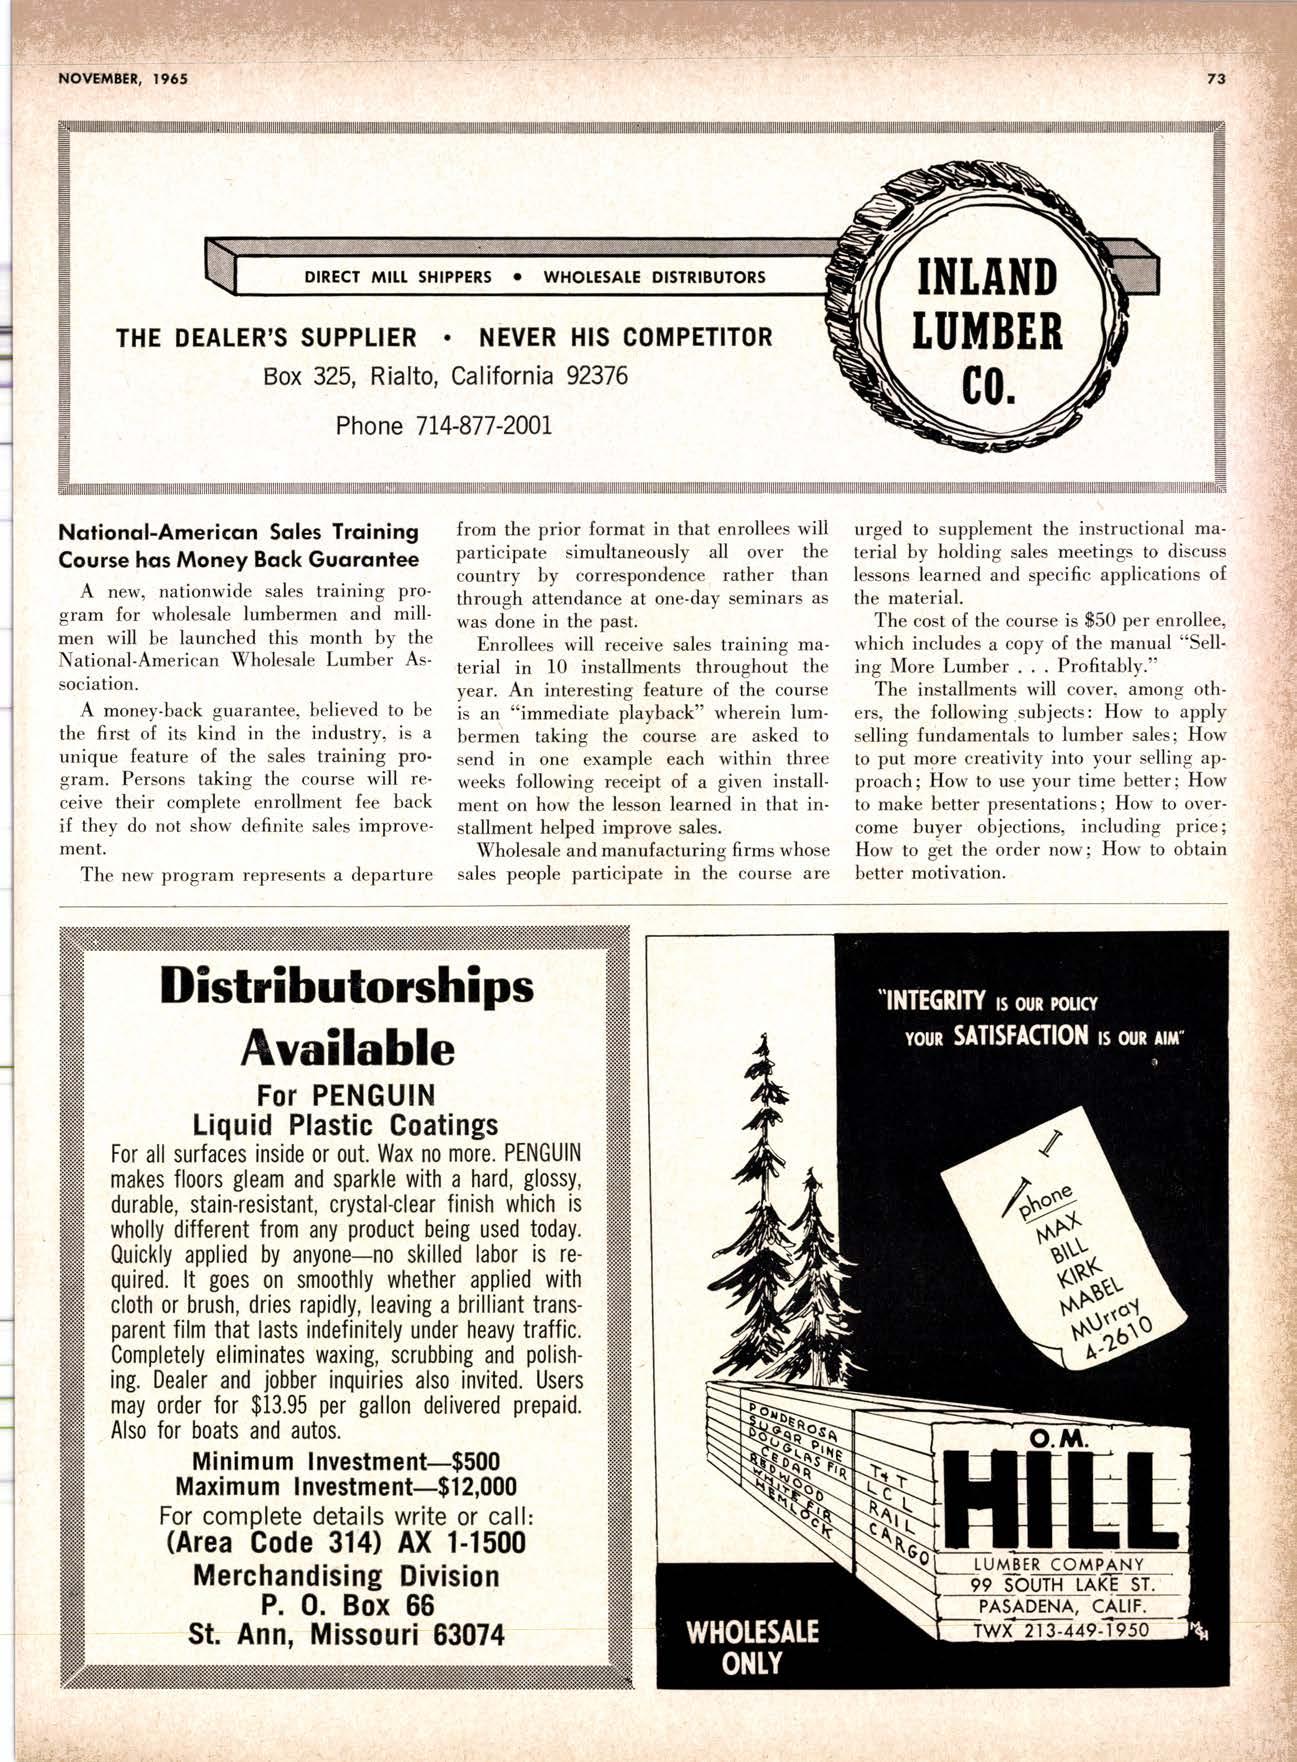 NOVEMBER, 1965
73
DIRECT MILL SHIPPERS • WHOLESALE DISTRIBUTORS
THE DEALER'S SUPPLIER • NEVER HIS COMPETITOR
Box 325, Rialto, California 92376
Phone 714-877-2001
INLAND
LUMBER
CO.
National-American Sales Training
Course has Money Back Guarantee
A new, nationwide sales training pro-
gram for wholesale lumbermen and mill-
men will be launched this month by the
National-American Wholesale Lumber As-
sociation.
A money-back guarantee, believed to be
the first of its kind in the industry, is a
unique feature of the sales training pro-
gram. Persons taking the course will re-
ceive their complete enrollment fee back
if they do not show definite sales improve-
ment.
The new program represents a departure
from the prior format in that enrollees will
participate simultaneously all over the
country by correspondence rather than
through attendance at one-day seminars as
was done in the past.
Enrollees will receive sales training ma-
terial in 10 installments throughout the
year. An interesting feature of the course
is an "immediate playback" wherein lum-
bermen taking the course are asked to
send in one example each within three
weeks following receipt of a given install-
ment on how the lesson learned in that in-
stallment helped improve sales.
Wholesale and manufacturing firms whose
sales people participate in the course are
urged to supplement the instructional ma-
terial by holding sales meetings to discuss
lessons learned and specific applications of
the material.
The cost of the course is $50 per enrollee,
which includes a copy of the manual "Sell-
ing More Lumber . . . Profitably."
The installments will cover, among oth-
ers, the following subjects: How to apply
selling fundamentals to lumber sales; How
to put more creativity into your selling ap-
proach; How to use your time better; How
to make better presentations; How to over-
come buyer objections, including price;
How to get the order now; How to obtain
better motivation.
Distributorships
Available
For PENGUIN
Liquid Plastic Coatings
For all surfaces inside or out. Wax no more. PENGUIN
makes floors gleam and sparkle with a hard, glossy,
durable, stain-resistant, crystal-clear finish which is
wholly different from any product being used today.
Quickly applied by anyone—no skilled labor is re-
quired. It goes on smoothly whether applied with
cloth or brush, dries rapidly, leaving a brilliant trans-
parent film that lasts indefinitely under heavy traffic.
Completely eliminates waxing, scrubbing and polish-
ing. Dealer and jobber inquiries also invited. Users
may order for $13.95 per gallon delivered prepaid.
Also for boats and autos.
Minimum Investment—$500
Maximum Investment—$12,000
For complete details write or call:
(Area Code 314) AX 1-1500
Merchandising Division
P. O. Box 66
St. Ann, Missouri 63074
"INTEGRITY IS OUR POLICY
YOUR SATISFACTION IS OUR AIM"
phone
MAX
BILL
KIRK
MABEL
MUrray
4-2610
PONDEROSA
SUGAR PINE
DOUGLAS FIR
CEDAR
REDWOOD
WHITE FIR
HEMLOCK
T & T
L C L
RAIL
CARGO
O.M.
HILL
LUMBER COMPANY
99 SOUTH LAKE ST.
PASADENA, CALIF.
TWX 213-449-1950
WHOLESALE
ONLY